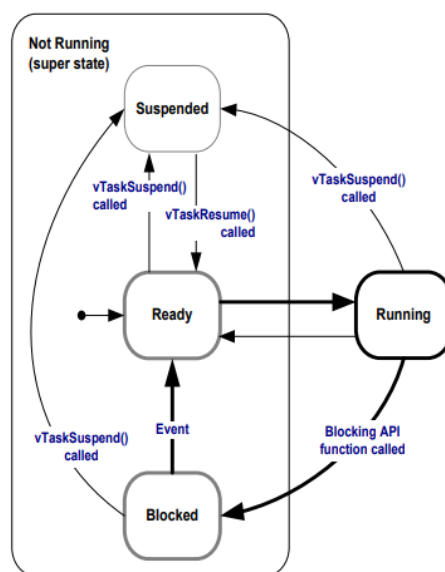 Not Running
(super state)
Suspended
vTaskSuspend()
called
vTaskSuspend()
called
vTaskResume()
called
Ready
Running
Event
vTaskSuspend()
called
Blocking API
function called
Blocked